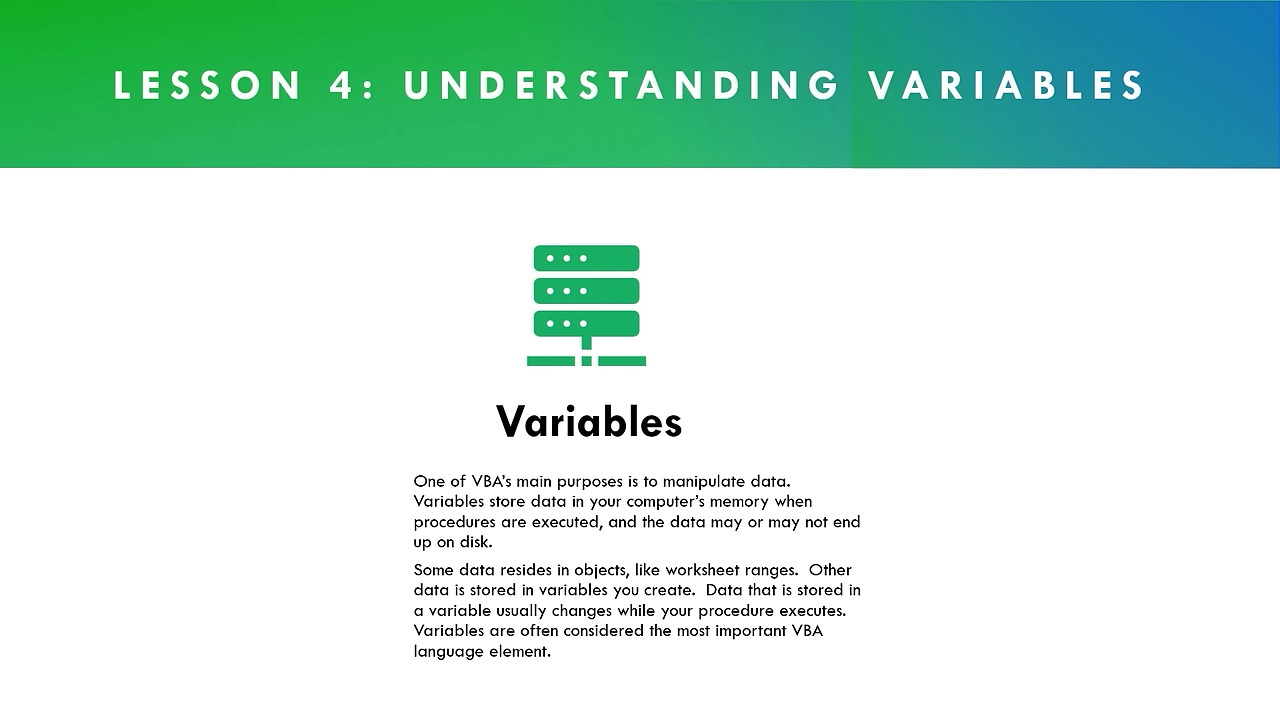 LESSON 4: UNDERSTANDING VARIABLES
Variables
One of VBA's main purposes is to manipulate data.
Variables store data in your computer's memory when
procedures are executed, and the data may or may not end
up on disk.
Some data resides in objects, like worksheet ranges.  Other
data is stored in variables you create.  Data that is stored in
a variable usually changes while your procedure executes.
Variables are often considered the most important VBA
language element.